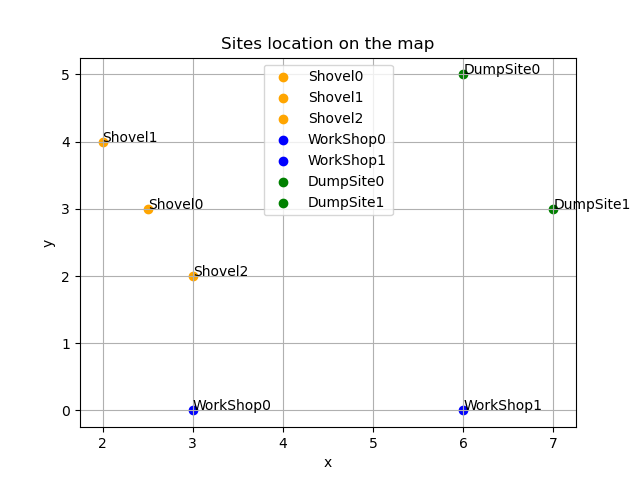 Sites location on the map
DumpSite0
5
Shovel0
Shovel1
Shovel2
WorkShop0
WorkShop1
DumpSite0
DumpSite1
4
Shovel1
3
Shovel0
DumpSite1
y
2
Shovel2
1
0
WorkShop0
WorkShop1
2 3 4 5 6 7
x